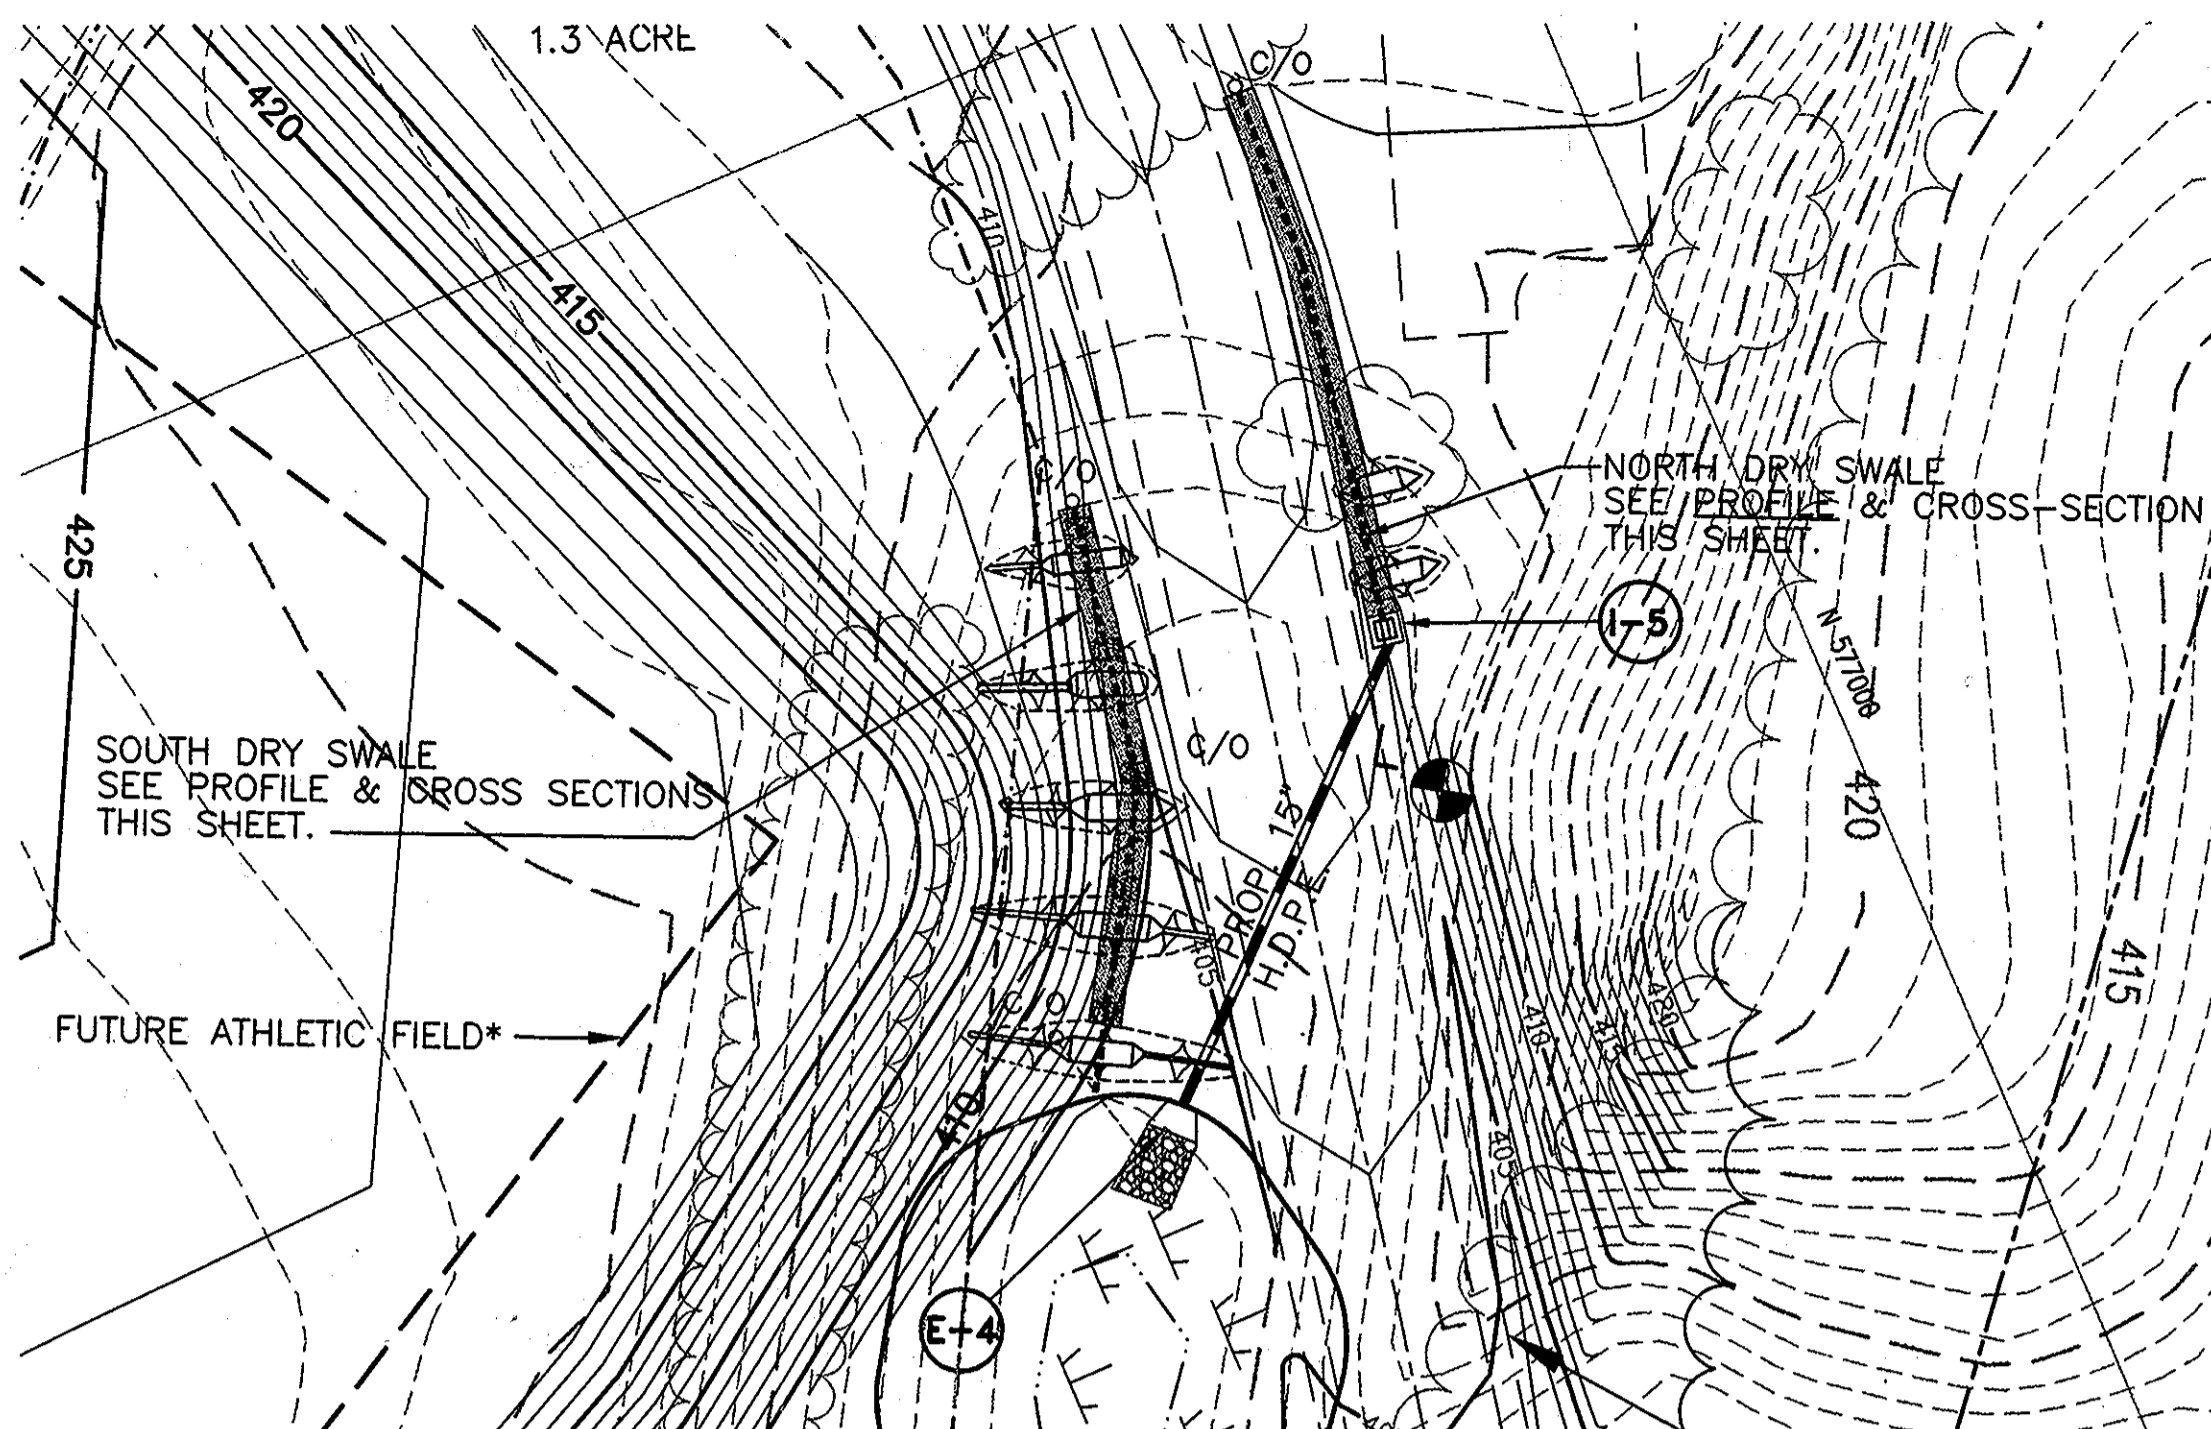 1.3 ACRE
C/O
420
410
415
C/O
NORTH DRY SWALE
SEE PROFILE & CROSS-SECTION
THIS SHEET.
425
I-5
N 577000
SOUTH DRY SWALE
SEE PROFILE & CROSS SECTIONS
THIS SHEET.
C/O
420
PROP. 15"
H.D.P.E.
405
415
C/O
FUTURE ATHLETIC FIELD*
410
415
420
410
405
E-4